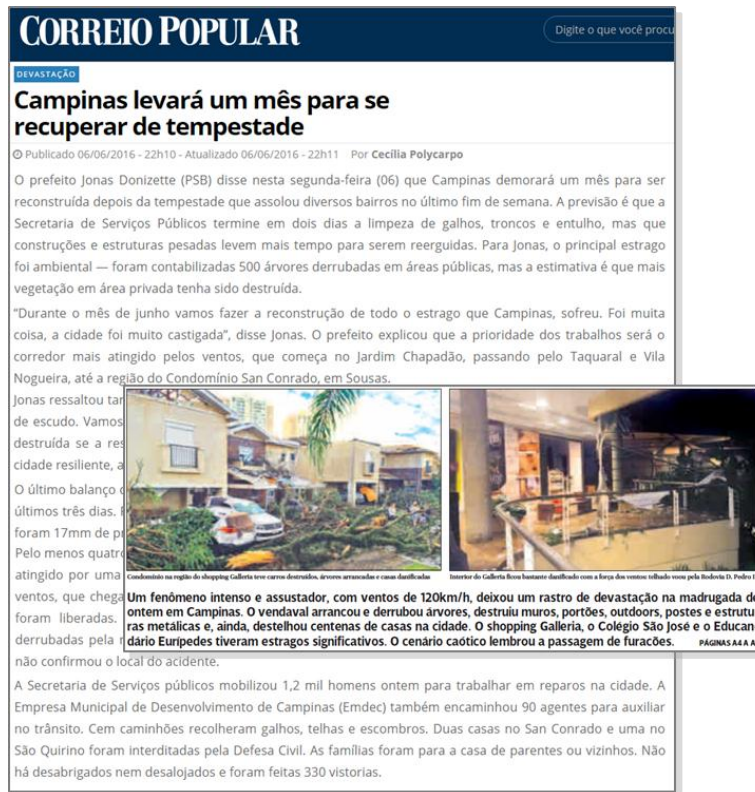 CORREIO POPULAR
Digite o que você procu
DEVASTAÇÃO
Campinas levará um mês para se
recuperar de tempestade
Publicado 06/06/2016 - 22h10 - Atualizado 06/06/2016 - 22h11 Por Cecília Polycarpo
O prefeito Jonas Donizette (PSB) disse nesta segunda-feira (06) que Campinas demorará um mês para ser
reconstruída depois da tempestade que assolou diversos bairros no último fim de semana. A previsão é que a
Secretaria de Serviços Públicos termine em dois dias a limpeza de galhos, troncos e entulho, mas que
construções e estruturas pesadas levem mais tempo para serem reerguidas. Para Jonas, o principal estrago
foi ambiental — foram contabilizadas 500 árvores derrubadas em áreas públicas, mas a estimativa é que mais
vegetação em área privada tenha sido destruída.
“Durante o mês de junho vamos fazer a reconstrução de todo o estrago que Campinas, sofreu. Foi muita
coisa, a cidade foi muito castigada”, disse Jonas. O prefeito explicou que a prioridade dos trabalhos será o
corredor mais atingido pelos ventos, que começa no Jardim Chapadão, passando pelo Taquaral e Vila
Nogueira, até a região do Condomínio San Conrado, em Sousas.
Jonas ressaltou
de escudo. Vamos
destruída se a
cidade resiliente,
O último balanço
últimos três dias.
foram 17mm de
Pelo menos
atingido por uma
ventos, que
foram liberadas.
derrubadas pela
não confirmou o local do acidente.
Condomínio na região do shopping Galleria teve carros destruídos, árvores arrancadas e casas danificadas
Interior do Galleria ficou bastante danificado com a força dos ventos: telhado voou pela Rodovia D. Pedro
Um fenômeno intenso e assustador, com ventos de 120km/h, deixou um rastro de devastação na madrugada de
ontem em Campinas. O vendaval arrancou e derrubou árvores, destruiu muros, portões, outdoors, postes e estrutu
ras metálicas e, ainda, destelhou centenas de casas na cidade. O shopping Galleria, o Colégio São José e o Educan
dário Eurípedes tiveram estragos significativos. O cenário caótico lembrou a passagem de furacões. PÁGINAS A4 A A
A Secretaria de Serviços públicos mobilizou 1,2 mil homens ontem para trabalhar em reparos na cidade. A
Empresa Municipal de Desenvolvimento de Campinas (Emdec) também encaminhou 90 agentes para auxiliar
no trânsito. Cem caminhões recolheram galhos, telhas e escombros. Duas casas no San Conrado e uma no
São Quirino foram interditadas pela Defesa Civil. As famílias foram para a casa de parentes ou vizinhos. Não
há desabrigados nem desalojados e foram feitas 330 vistorias.